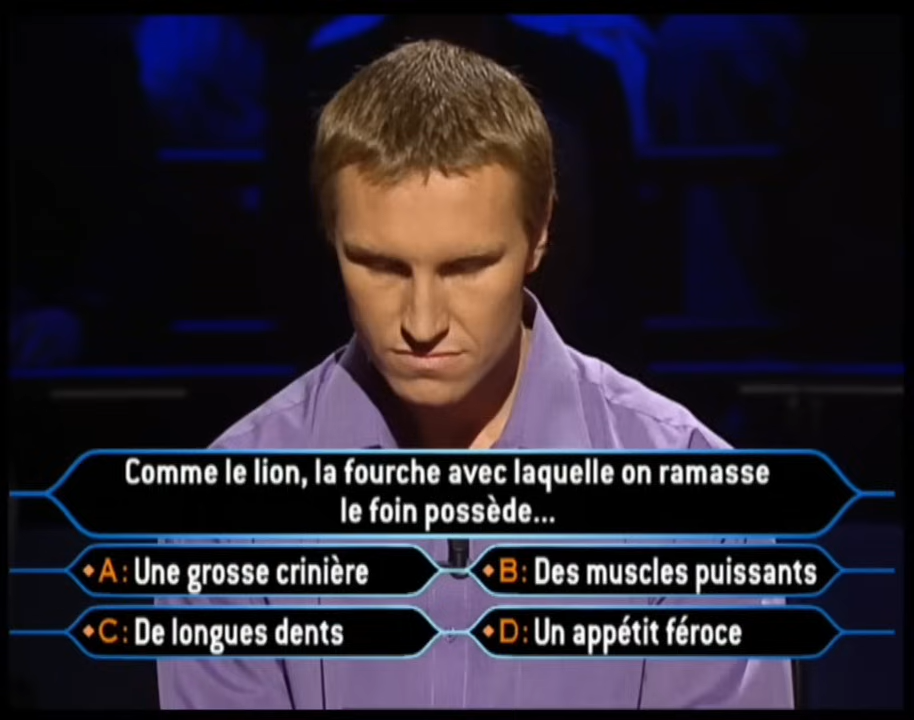 Comme le lion, la fourche avec laquelle on ramasse
le foin possède...
A: Une grosse crinière
B: Des muscles puissants
C: De longues dents
D: Un appétit féroce